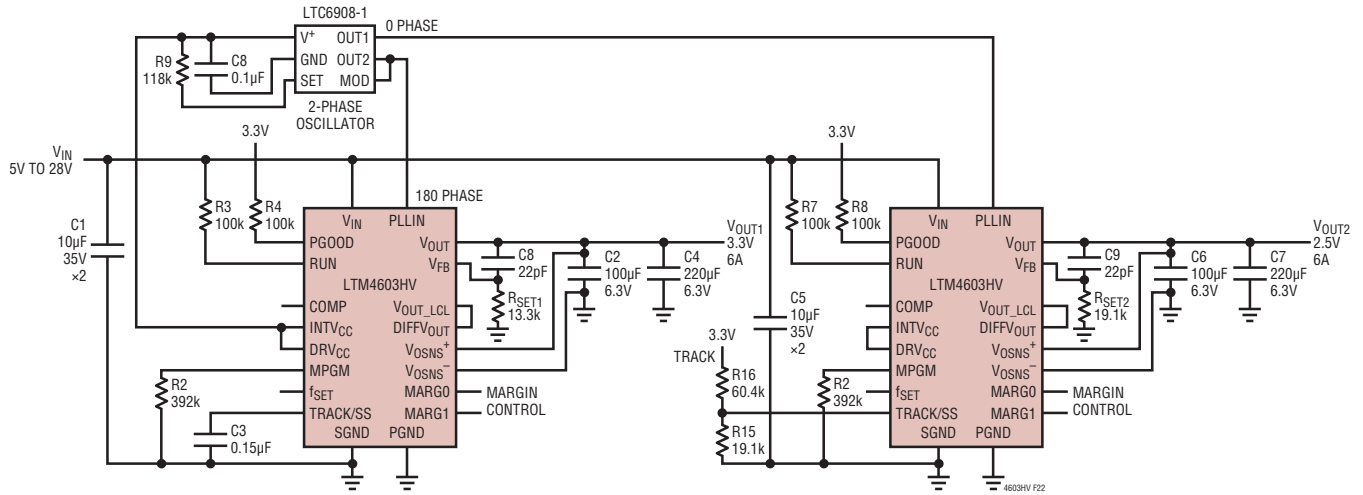 LTC6908-1
V+ OUT1
GND OUT2
SET MOD
0 PHASE
R9
118k
C8
0.1µF
2-PHASE
OSCILLATOR
VIN
5V TO 28V
C1
10µF
35V
×2
3.3V
R3
100k
R4
100k
180 PHASE
VIN PLLIN
PGOOD
RUN
COMP
INTVCC
DRVCC
MPGM
fSET
TRACK/SS
SGND PGND
LTM4603HV
VOUT
VFB
VOUT_LCL
DIFFVOUT
VOSNS+
VOSNS–
MARG0
MARG1
R2
392k
C3
0.15µF
C8
22pF
RSET1
13.3k
C2
100µF
6.3V
C4
220µF
6.3V
VOUT1
3.3V
6A
MARGIN
CONTROL
C5
10µF
35V
×2
3.3V
TRACK
R16
60.4k
R15
19.1k
3.3V
R7
100k
R8
100k
R2
392k
VIN PLLIN
PGOOD
RUN
COMP
INTVCC
DRVCC
MPGM
fSET
TRACK/SS
SGND PGND
LTM4603HV
VOUT
VFB
VOUT_LCL
DIFFVOUT
VOSNS+
VOSNS–
MARG0
MARG1
C9
22pF
RSET2
19.1k
C6
100µF
6.3V
C7
220µF
6.3V
VOUT2
2.5V
6A
MARGIN
CONTROL
4603HV F22